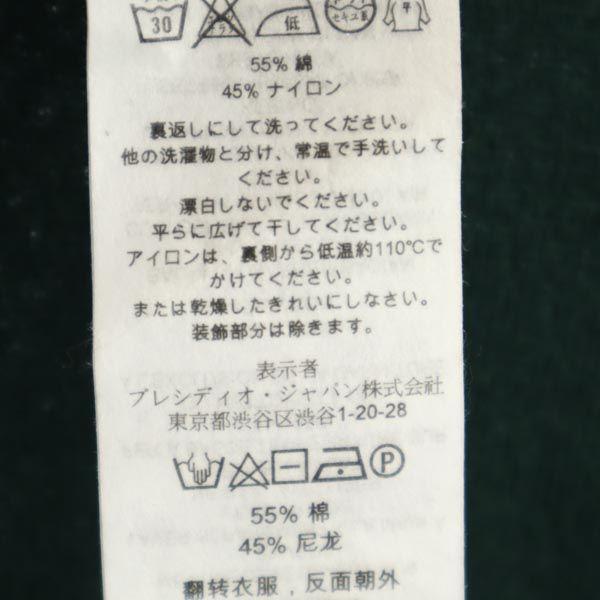 30
低
セキユ系
平
55% 綿
45% ナイロン
裏返しにして洗ってください。
他の洗濯物と分け、常温で手洗いして
ください。
漂白しないでください。
平らに広げて干してください。
アイロンは、裏側から低温約110℃で
かけてください。
または乾燥したきれいにしなさい。
装飾部分は除きます。
表示者
プレシディオ・ジャパン株式会社
東京都渋谷区渋谷1-20-28
P
55% 棉
45% 尼龙
翻转衣服，反面朝外